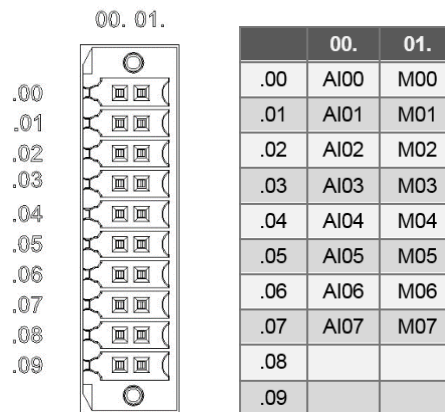 00. 01.
.00
.01
.02
.03
.04
.05
.06
.07
.08
.09
00. 01.
.00 AI00 M00
.01 AI01 M01
.02 AI02 M02
.03 AI03 M03
.04 AI04 M04
.05 AI05 M05
.06 AI06 M06
.07 AI07 M07
.08
.09